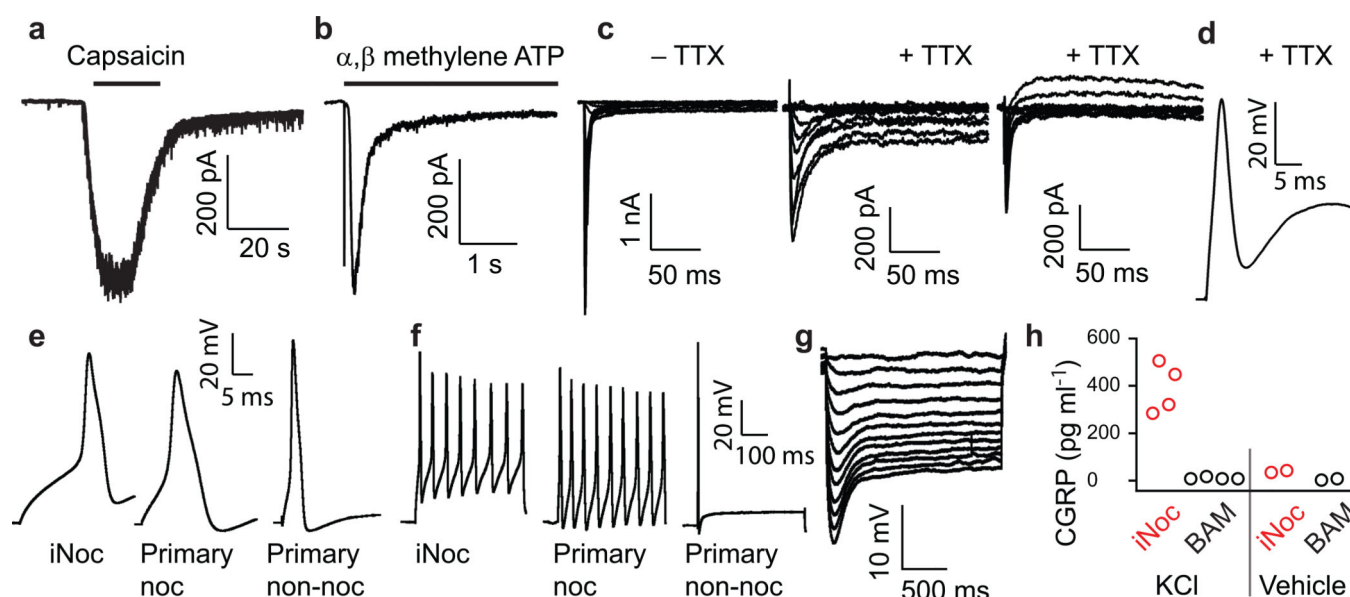 a
Capsaicin
200 pA
20 s
b
α,β methylene ATP
200 pA
1 s
c
– TTX
+ TTX
+ TTX
1 nA
50 ms
200 pA
50 ms
200 pA
50 ms
d
+ TTX
20 mV
5 ms
e
20 mV
5 ms
iNoc
Primary
noc
Primary
non-noc
f
20 mV
100 ms
iNoc
Primary
noc
Primary
non-noc
g
10 mV
500 ms
h
CGRP (pg ml⁻¹)
600
400
200
0
iNoc
BAM
iNoc
BAM
KCl
Vehicle